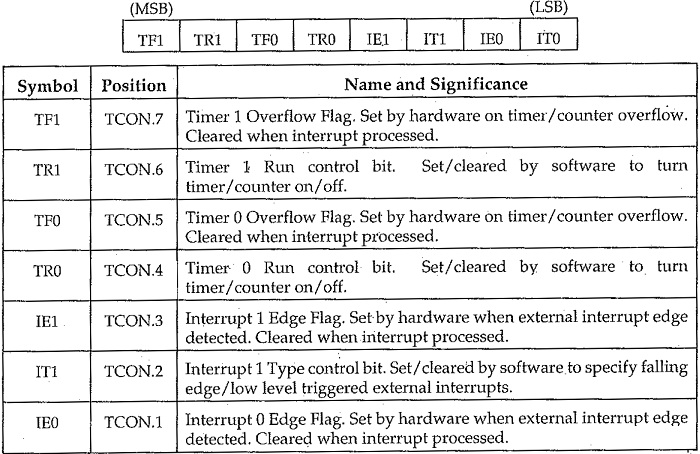 (MSB) (LSB)
TF1 TR1 TF0 TR0 IE1 IT1 IE0 IT0
Symbol Position Name and Significance
TF1 TCON.7 Timer 1 Overflow Flag. Set by hardware on timer/counter overflow.
Cleared when interrupt processed.
TR1 TCON.6 Timer 1 Run control bit. Set/cleared by software to turn
timer/counter on/off.
TF0 TCON.5 Timer 0 Overflow Flag. Set by hardware on timer/counter overflow.
Cleared when interrupt processed.
TR0 TCON.4 Timer 0 Run control bit. Set/cleared by software to turn
timer/counter on/off.
IE1 TCON.3 Interrupt 1 Edge Flag. Set by hardware when external interrupt edge
detected. Cleared when interrupt processed.
IT1 TCON.2 Interrupt 1 Type control bit. Set/cleared by software to specify falling
edge/low level triggered external interrupts.
IE0 TCON.1 Interrupt 0 Edge Flag. Set by hardware when external interrupt edge
detected. Cleared when interrupt processed.